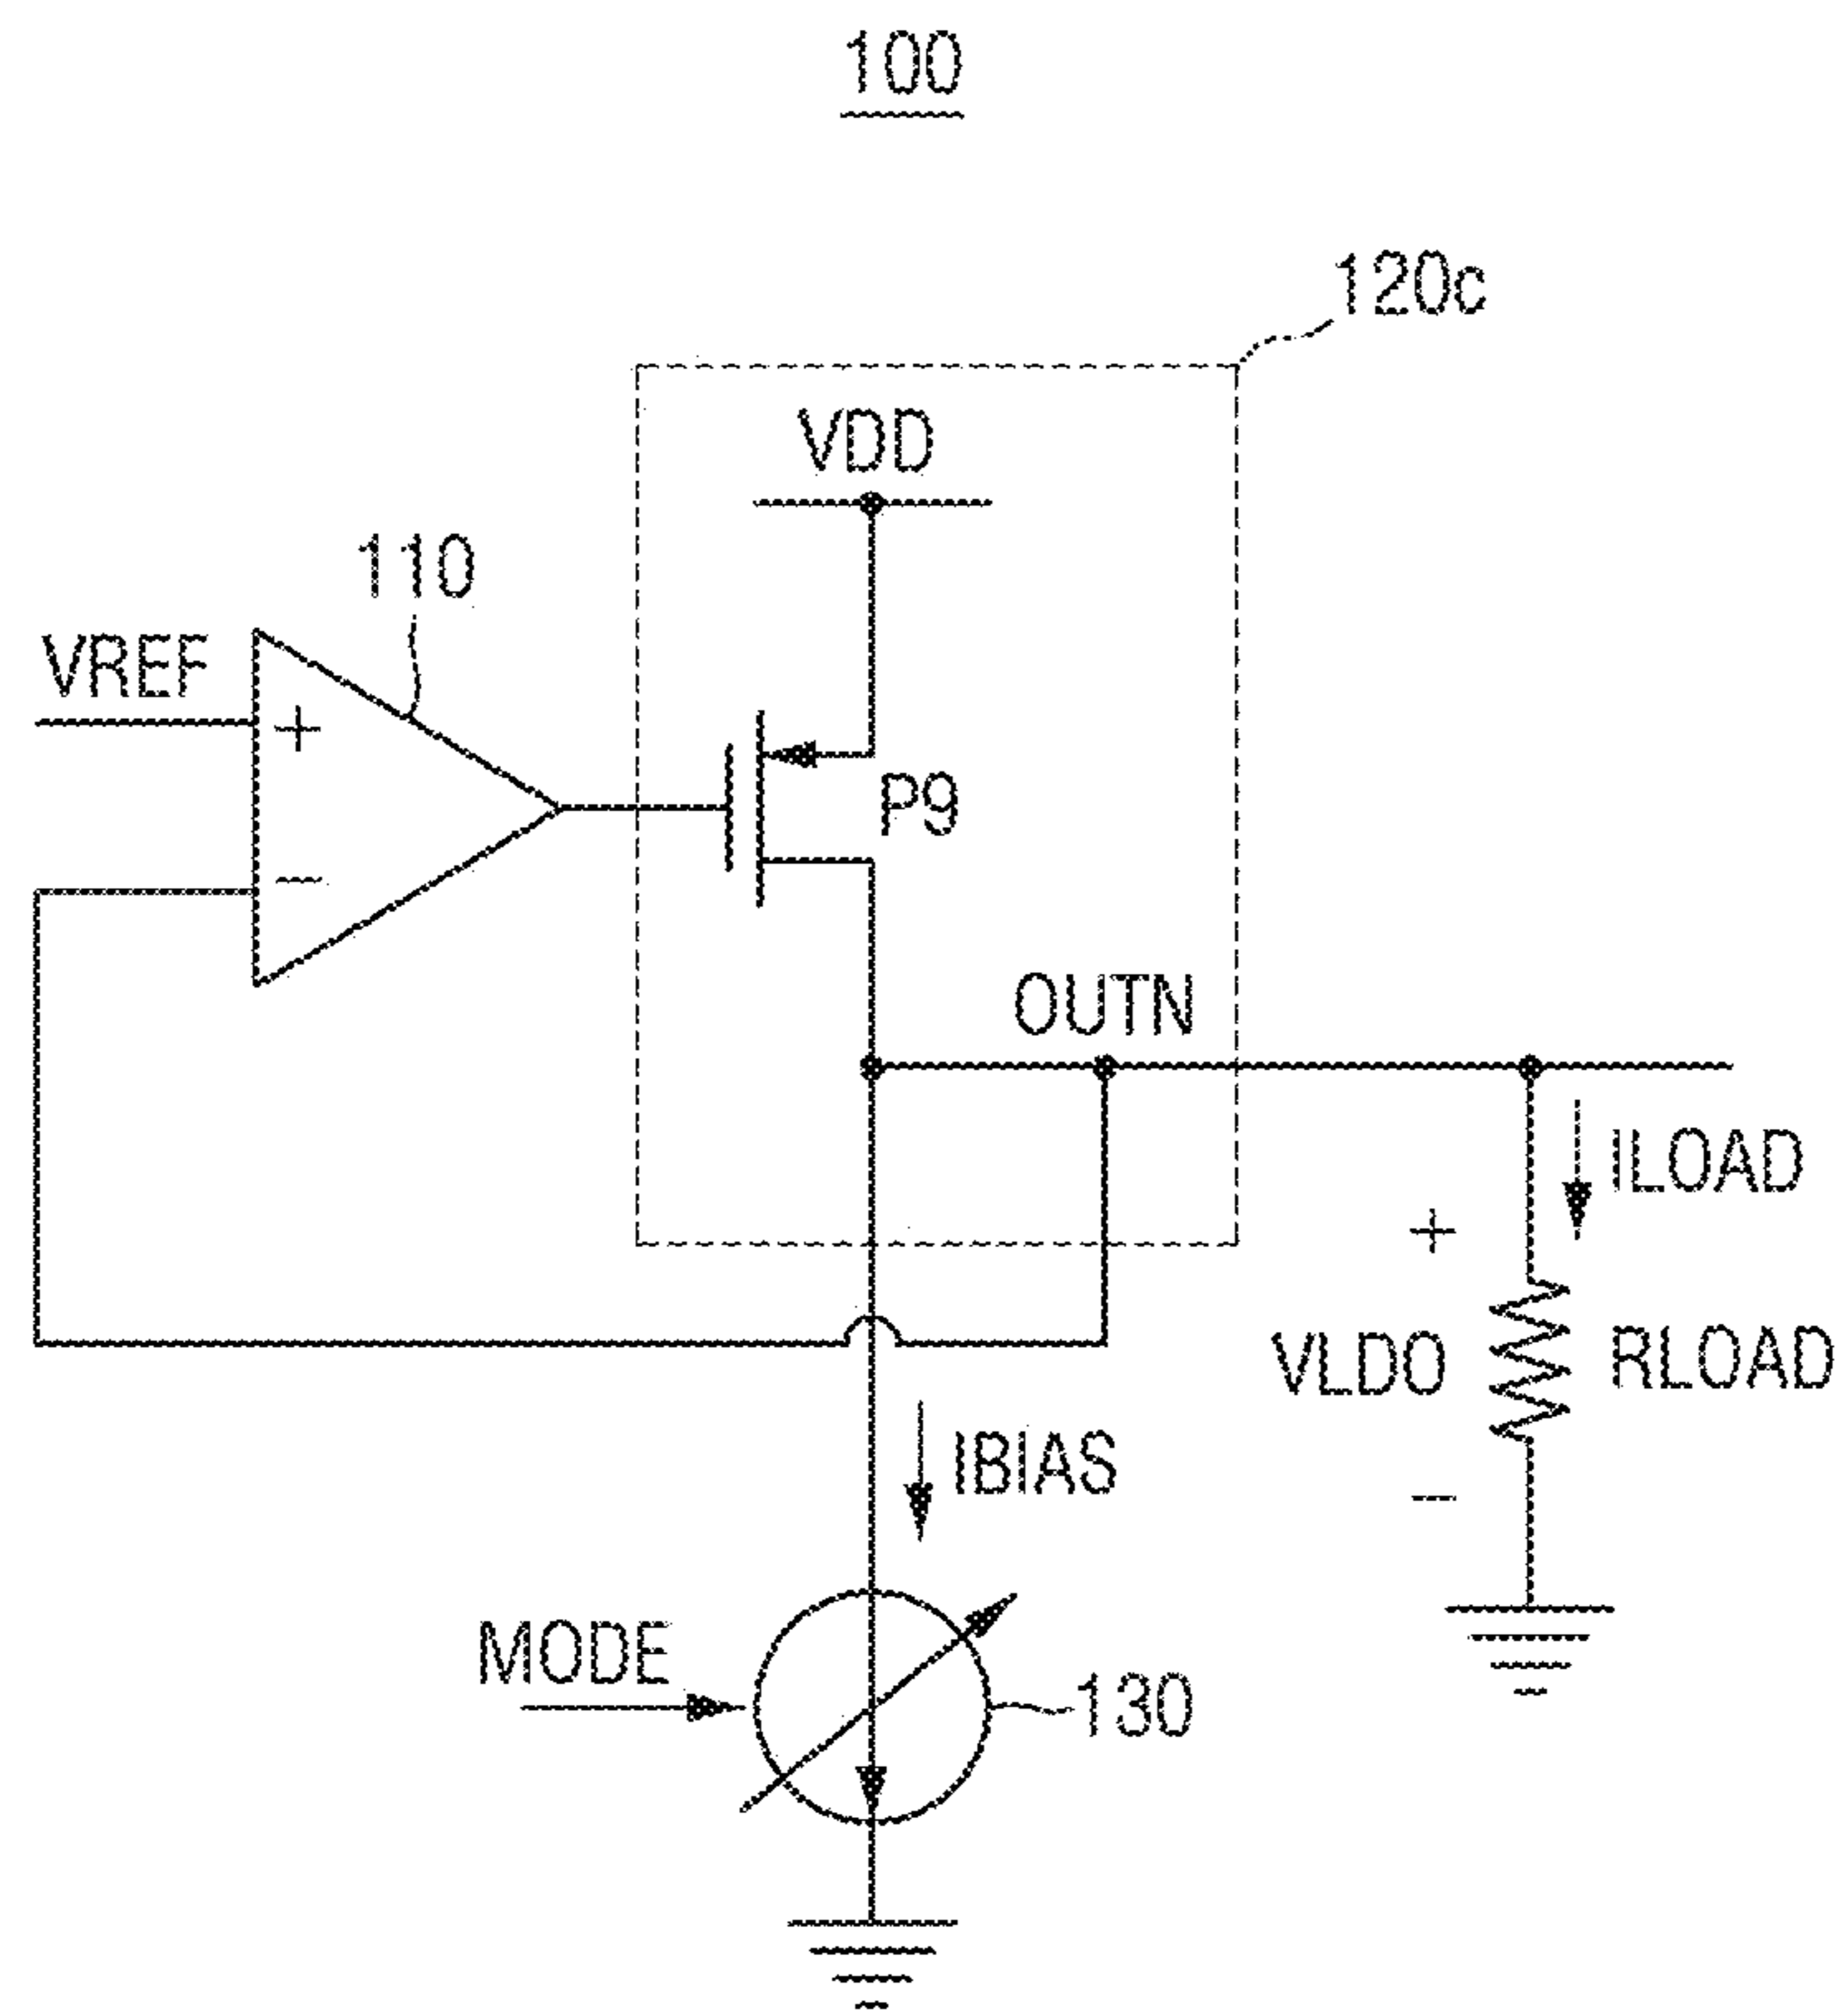 100
120c
VDD
110
VREF
+
P9
−
OUTN
ILOAD
+
VLDO
RLOAD
IBIAS
−
MODE
130